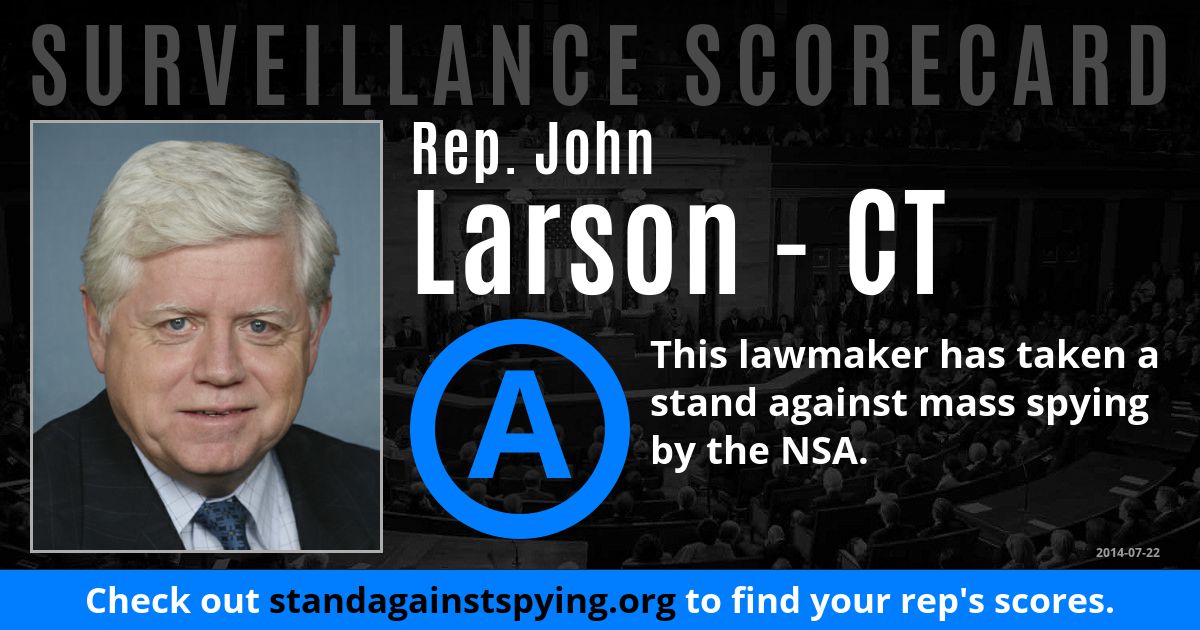 SURVEILLANCE SCORECARD
Rep. John
Larson - CT
A
This lawmaker has taken a
stand against mass spying
by the NSA.
2014-07-22
Check out standagainstspying.org to find your rep's scores.